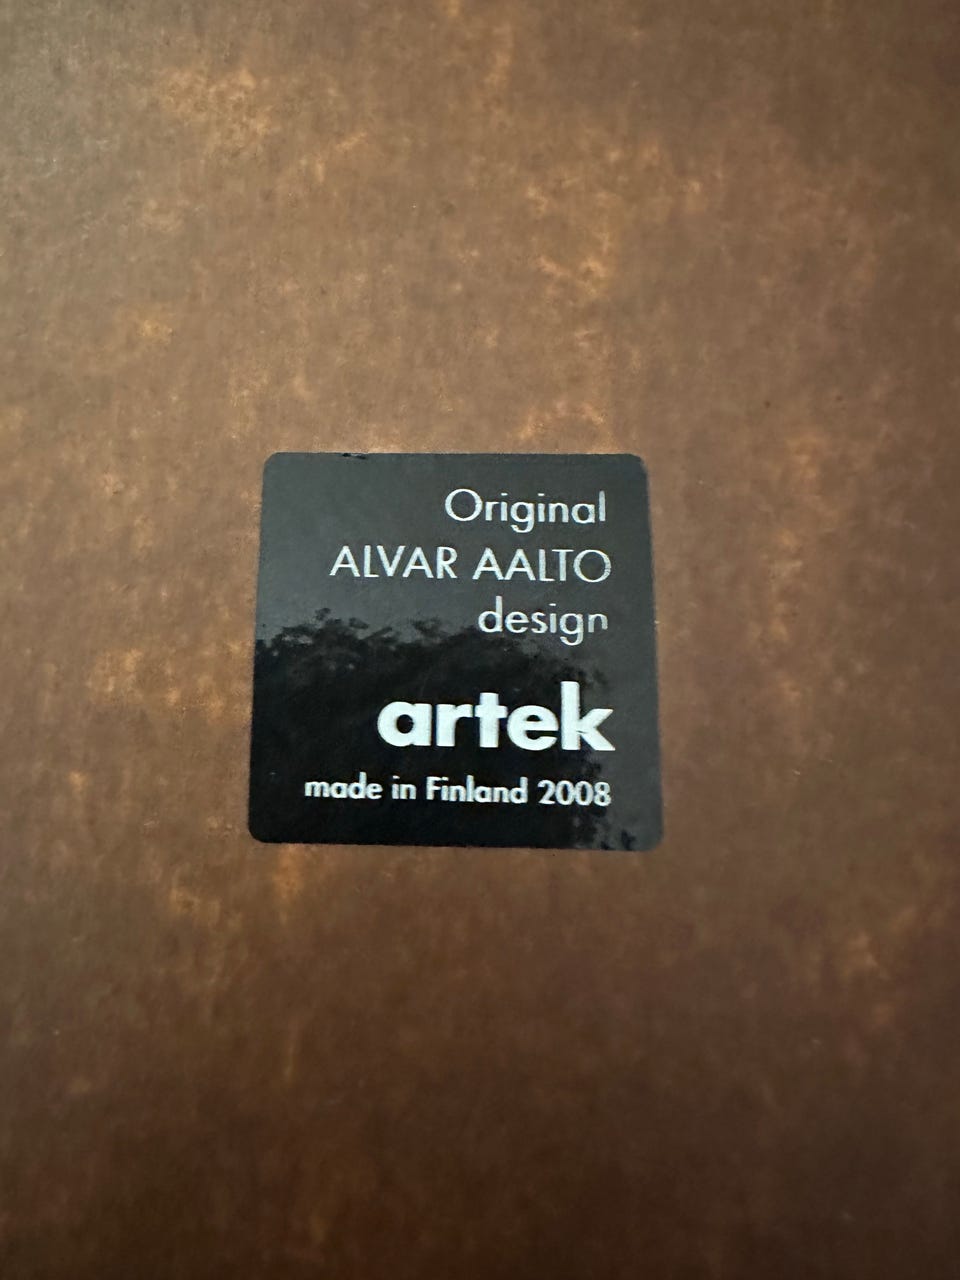 Original
ALVAR AALTO
design
artek
made in Finland 2008